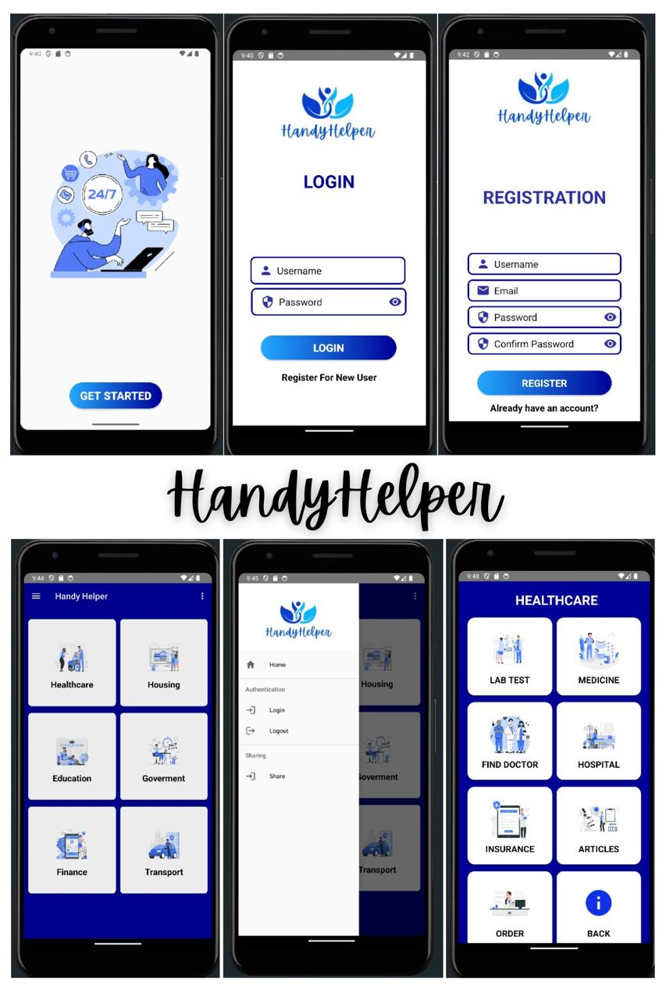 9:40
24/7
GET STARTED
9:40
HandyHelper
LOGIN
Username
Password
LOGIN
Register For New User
9:42
HandyHelper
REGISTRATION
Username
Email
Password
Confirm Password
REGISTER
Already have an account?
HandyHelper
9:44
Handy Helper
Healthcare
Housing
EDUCATION
Education
Goverment
Finance
Transport
9:45
HandyHelper
Home
Authentication
Login
Logout
Sharing
Share
Housing
Goverment
Transport
9:48
HEALTHCARE
LAB TEST
MEDICINE
FIND DOCTOR
HOSPITAL
INSURANCE
ARTICLES
ORDER
BACK